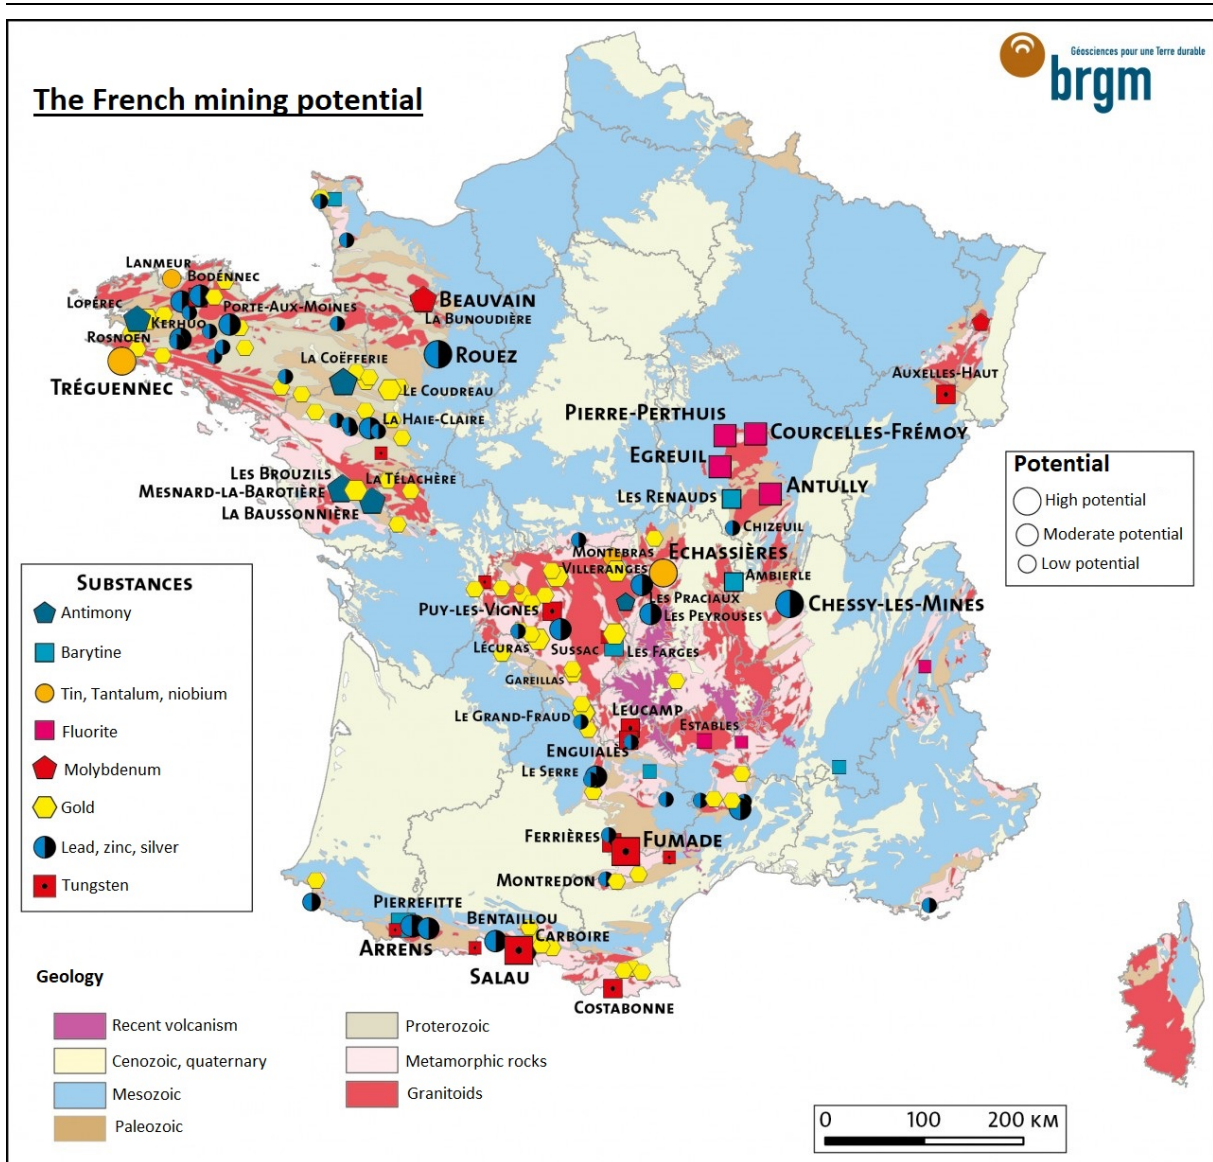 The French mining potential
Géosciences pour une Terre durable
brgm
LANMEUR
BODÉNNEC
LOPÉREC
PORTE-AUX-MOINES
KERHUO
ROSNOEN
TRÉGUENNEC
BEAUVAIN
LA BUNOUDIÈRE
ROUEZ
LA COËFFERIE
LE COUDREAU
LA HAIE-CLAIRE
AUXELLES-HAUT
PIERRE-PERTHUIS
COURCELLES-FRÉMOY
EGREUIL
ANTULLY
LES RENAUDS
CHIZEUIL
LES BROUZILS
LA TÉLACHÈRE
MESNARD-LA-BAROTIÈRE
LA BAUSSONNIÈRE
MONTEBRAS
ECHASSIÈRES
VILLERANGES
AMBIERLE
LES PRACIAUX
CHESSY-LES-MINES
PUY-LES-VIGNES
LES PEYROUSES
LÉCURAS
SUSSAC
LES FARGES
GAREILLAS
LE GRAND-FRAUD
LEUCAMP
ESTABLES
ENGUIALÈS
LE SERRE
FERRIÈRES
FUMADE
MONTREDON
PIERREFITTE
BENTAILLOU
CARBOIRE
ARRENS
SALAU
COSTABONNE
Potential
High potential
Moderate potential
Low potential
SUBSTANCES
Antimony
Barytine
Tin, Tantalum, niobium
Fluorite
Molybdenum
Gold
Lead, zinc, silver
Tungsten
Geology
Recent volcanism
Cenozoic, quaternary
Mesozoic
Paleozoic
Proterozoic
Metamorphic rocks
Granitoids
0 100 200 KM